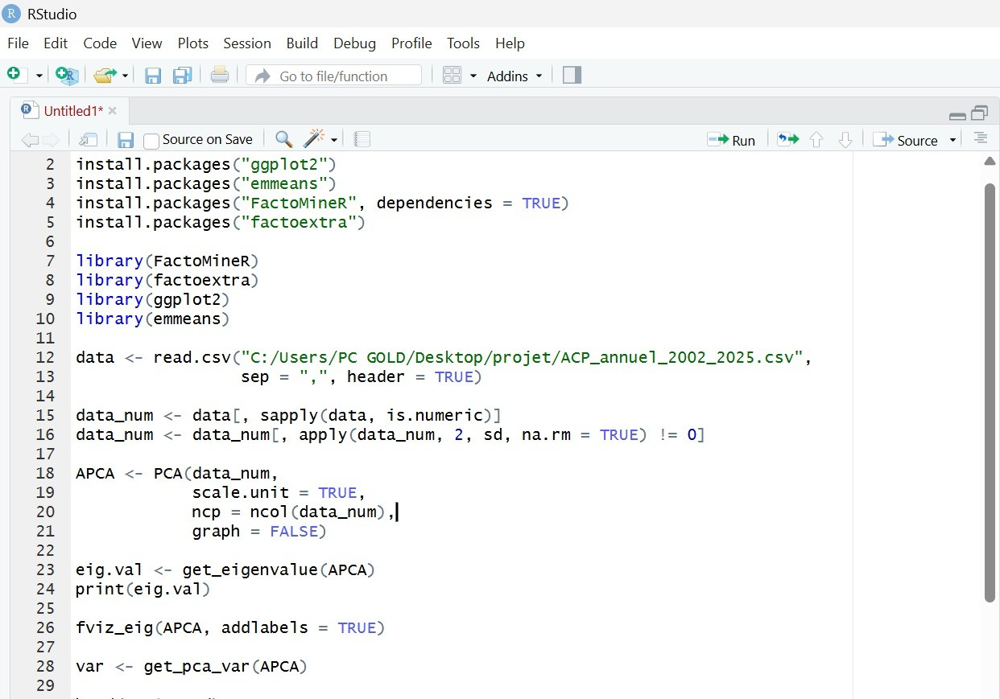 R RStudio
File Edit Code View Plots Session Build Debug Profile Tools Help
Go to file/function Addins
Untitled1*
Source on Save Run Source
2 install.packages("ggplot2")
3 install.packages("emmeans")
4 install.packages("FactoMineR", dependencies = TRUE)
5 install.packages("factoextra")
6
7 library(FactoMineR)
8 library(factoextra)
9 library(ggplot2)
10 library(emmeans)
11
12 data <- read.csv("C:/Users/PC GOLD/Desktop/projet/ACP_annuel_2002_2025.csv",
13 sep = ",", header = TRUE)
14
15 data_num <- data[, sapply(data, is.numeric)]
16 data_num <- data_num[, apply(data_num, 2, sd, na.rm = TRUE) != 0]
17
18 APCA <- PCA(data_num,
19 scale.unit = TRUE,
20 ncp = ncol(data_num),
21 graph = FALSE)
22
23 eig.val <- get_eigenvalue(APCA)
24 print(eig.val)
25
26 fviz_eig(APCA, addlabels = TRUE)
27
28 var <- get_pca_var(APCA)
29